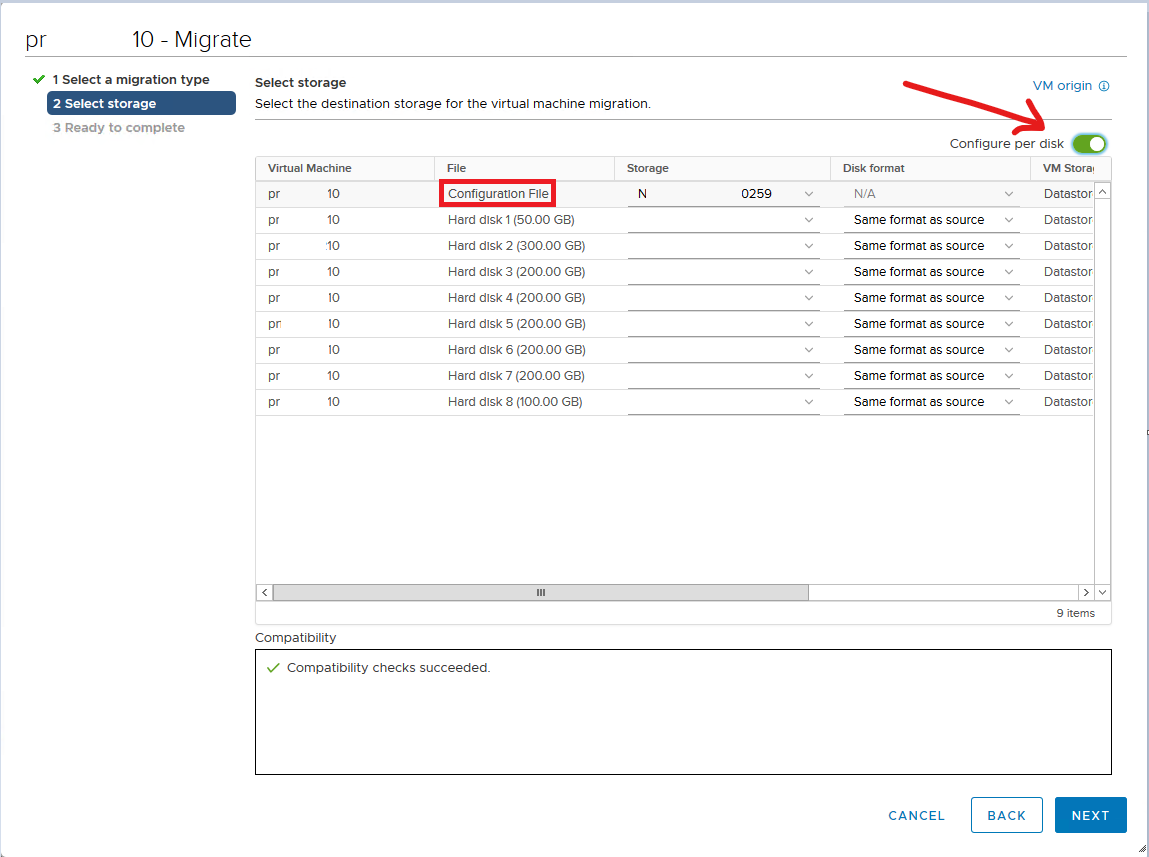 pr 10 - Migrate
1 Select a migration type
2 Select storage
3 Ready to complete
Select storage
VM origin
Select the destination storage for the virtual machine migration.
Configure per disk
Virtual Machine File Storage Disk format VM Storag
pr 10 Configuration File N 0259 N/A Datastor
pr 10 Hard disk 1 (50.00 GB) Same format as source Datastor
pr 10 Hard disk 2 (300.00 GB) Same format as source Datastor
pr 10 Hard disk 3 (200.00 GB) Same format as source Datastor
pr 10 Hard disk 4 (200.00 GB) Same format as source Datastor
pr 10 Hard disk 5 (200.00 GB) Same format as source Datastor
pr 10 Hard disk 6 (200.00 GB) Same format as source Datastor
pr 10 Hard disk 7 (200.00 GB) Same format as source Datastor
pr 10 Hard disk 8 (100.00 GB) Same format as source Datastor
9 items
Compatibility
Compatibility checks succeeded.
CANCEL BACK NEXT